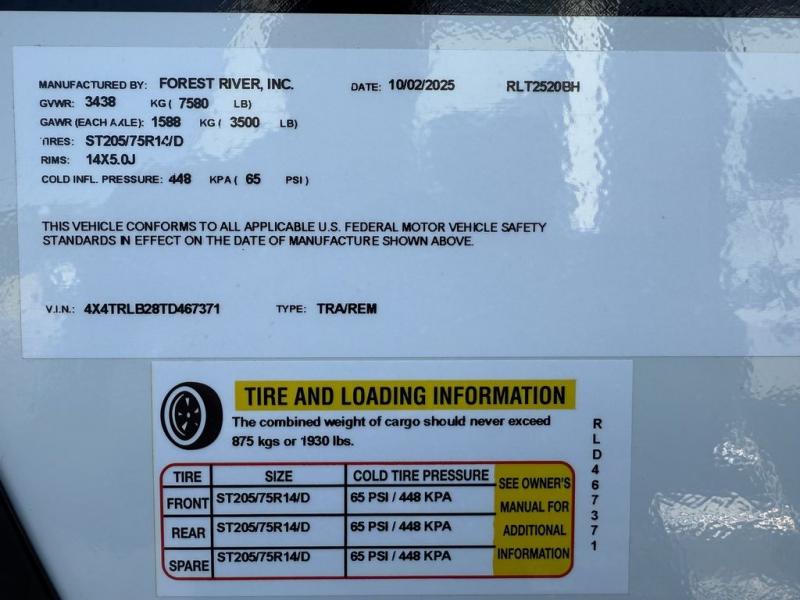 MANUFACTURED BY: FOREST RIVER, INC. DATE: 10/02/2025 RLT2520BH
GVWR: 3438 KG ( 7580 LB)
GAWR (EACH AXLE): 1588 KG ( 3500 LB)
TIRES: ST205/75R14/D
RIMS: 14X5.0J
COLD INFL. PRESSURE: 448 KPA ( 65 PSI )
THIS VEHICLE CONFORMS TO ALL APPLICABLE U.S. FEDERAL MOTOR VEHICLE SAFETY
STANDARDS IN EFFECT ON THE DATE OF MANUFACTURE SHOWN ABOVE.
V.I.N.: 4X4TRLB28TD467371 TYPE: TRA/REM
TIRE AND LOADING INFORMATION
The combined weight of cargo should never exceed
875 kgs or 1930 lbs.
TIRE SIZE COLD TIRE PRESSURE
FRONT ST205/75R14/D 65 PSI / 448 KPA
REAR ST205/75R14/D 65 PSI / 448 KPA
SPARE ST205/75R14/D 65 PSI / 448 KPA
SEE OWNER'S
MANUAL FOR
ADDITIONAL
INFORMATION
RLD467371